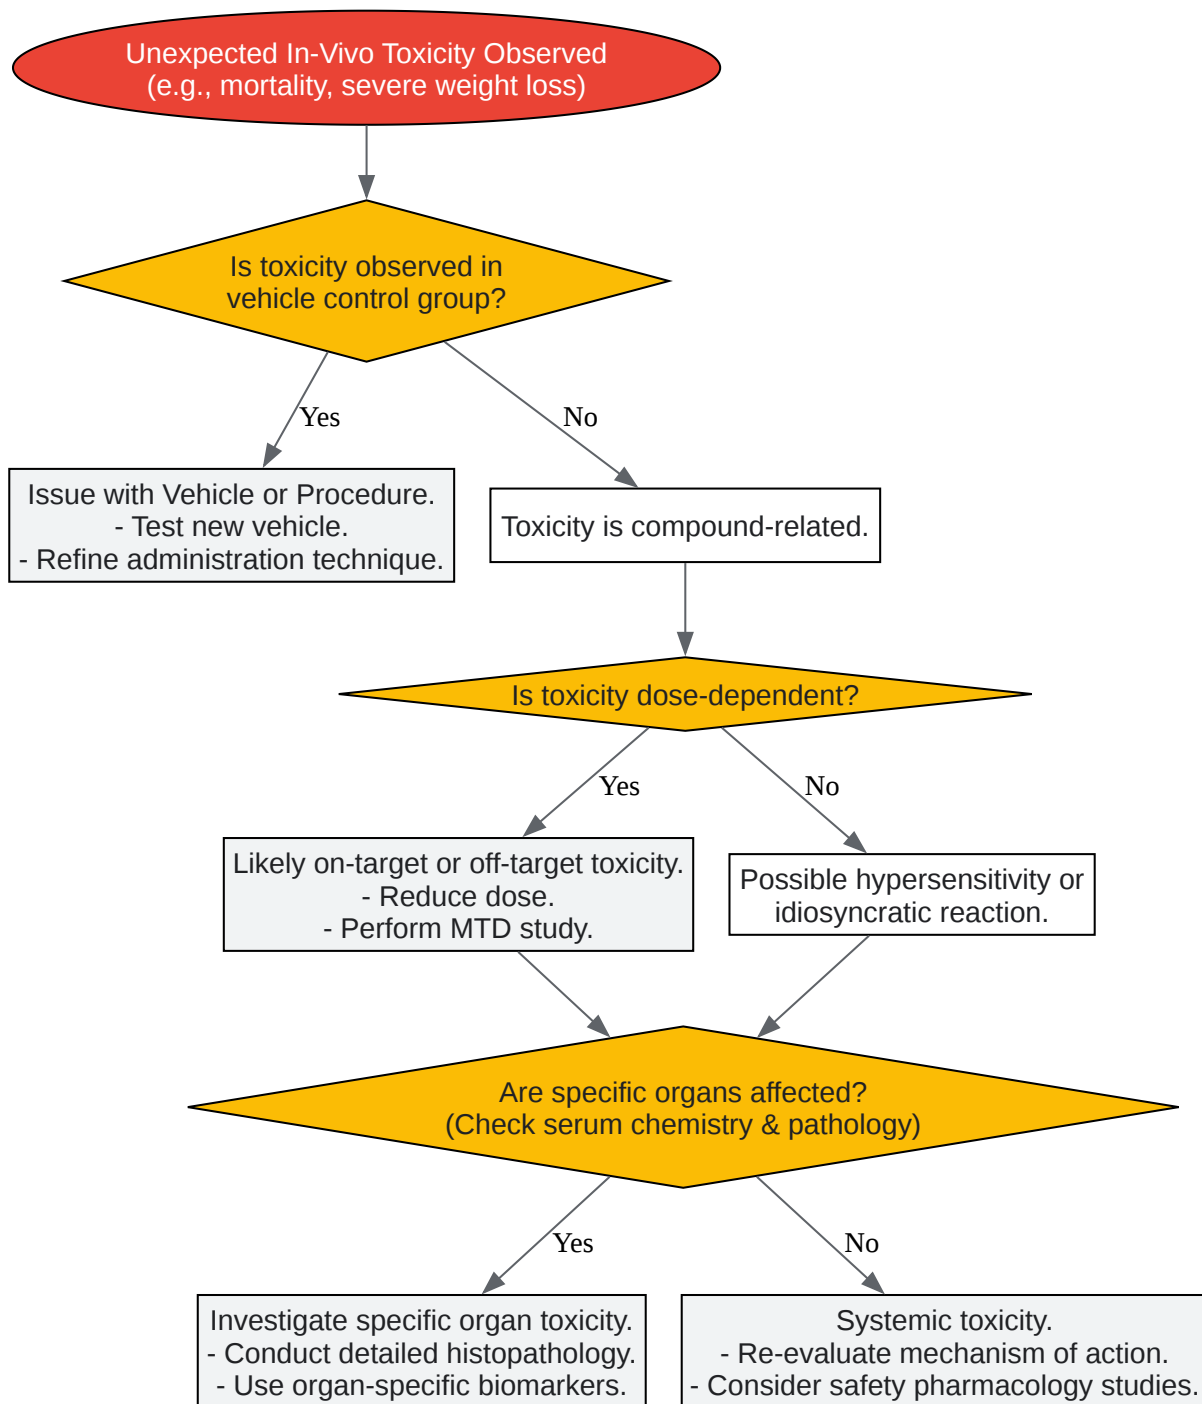 Unexpected In-Vivo Toxicity Observed
(e.g., mortality, severe weight loss)
Is toxicity observed in
vehicle control group?
Yes
No
Issue with Vehicle or Procedure.
- Test new vehicle.
- Refine administration technique.
Toxicity is compound-related.
Is toxicity dose-dependent?
Yes
No
Likely on-target or off-target toxicity.
- Reduce dose.
- Perform MTD study.
Possible hypersensitivity or
idiosyncratic reaction.
Are specific organs affected?
(Check serum chemistry & pathology)
Yes
No
Investigate specific organ toxicity.
- Conduct detailed histopathology.
- Use organ-specific biomarkers.
Systemic toxicity.
- Re-evaluate mechanism of action.
- Consider safety pharmacology studies.